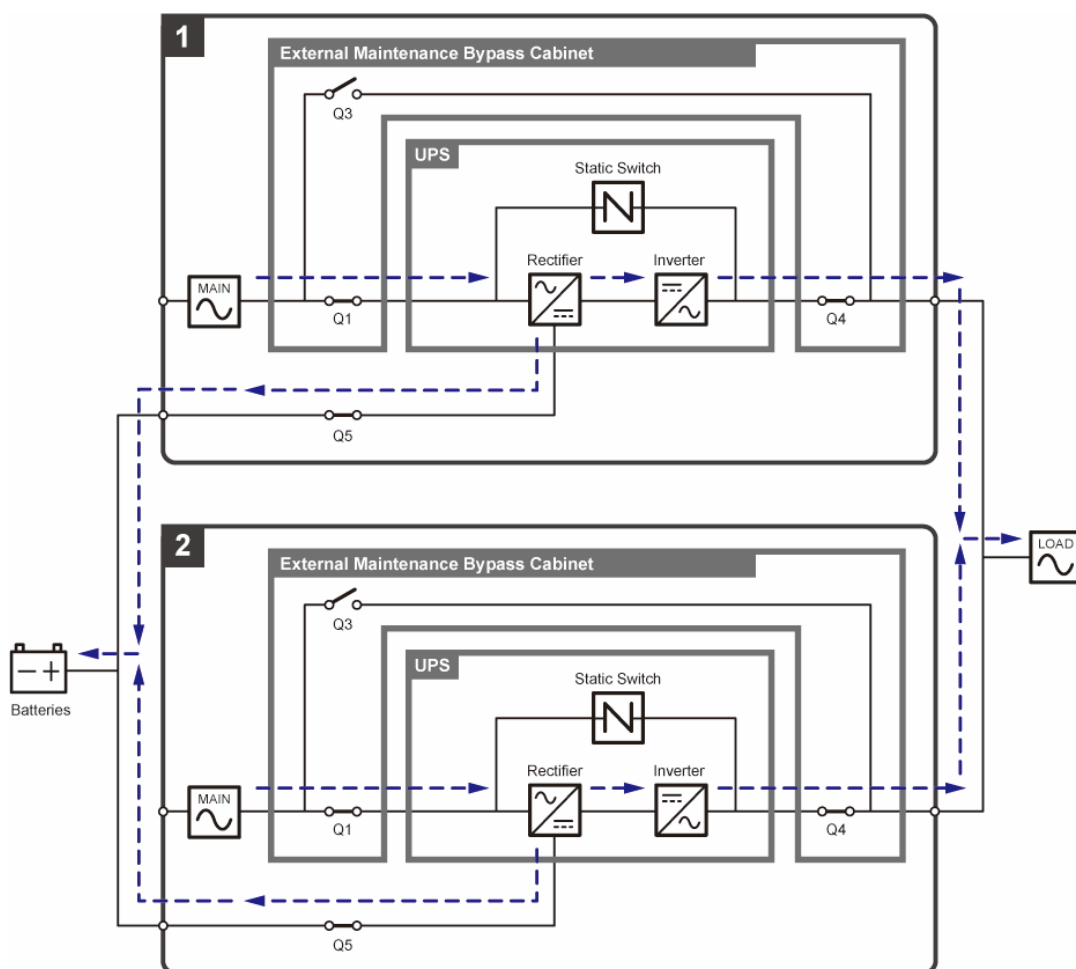 1
External Maintenance Bypass Cabinet
Q3
UPS
Static Switch
Rectifier
Inverter
MAIN
Q1
Q4
Q5
2
External Maintenance Bypass Cabinet
LOAD
Q3
UPS
Static Switch
Batteries
Rectifier
Inverter
MAIN
Q1
Q4
Q5